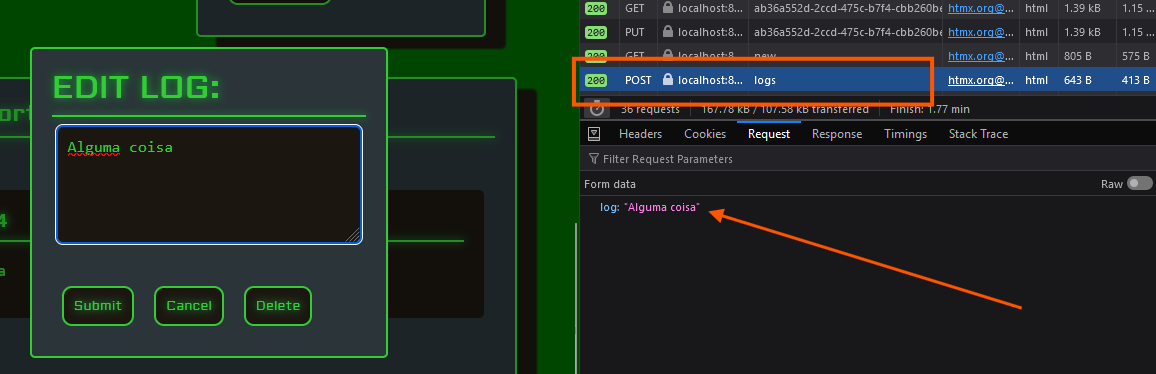 EDIT LOG:
Alguma coisa
Submit
Cancel
Delete
ort
4
a
200 GET localhost:8... ab36a552d-2ccd-475c-b7f4-cbb260be htmx.org@... html 1.39 kB 1.15 ...
200 PUT localhost:8... ab36a552d-2ccd-475c-b7f4-cbb260be htmx.org@... html 1.39 kB 1.15 ...
200 GET localhost:8... new htmx.org@... html 805 B 575 B
200 POST localhost:8... logs htmx.org@... html 643 B 413 B
36 requests 167.78 kB / 107.58 kB transferred Finish: 1.77 min
Headers Cookies Request Response Timings Stack Trace
Filter Request Parameters
Form data Raw
log: "Alguma coisa"